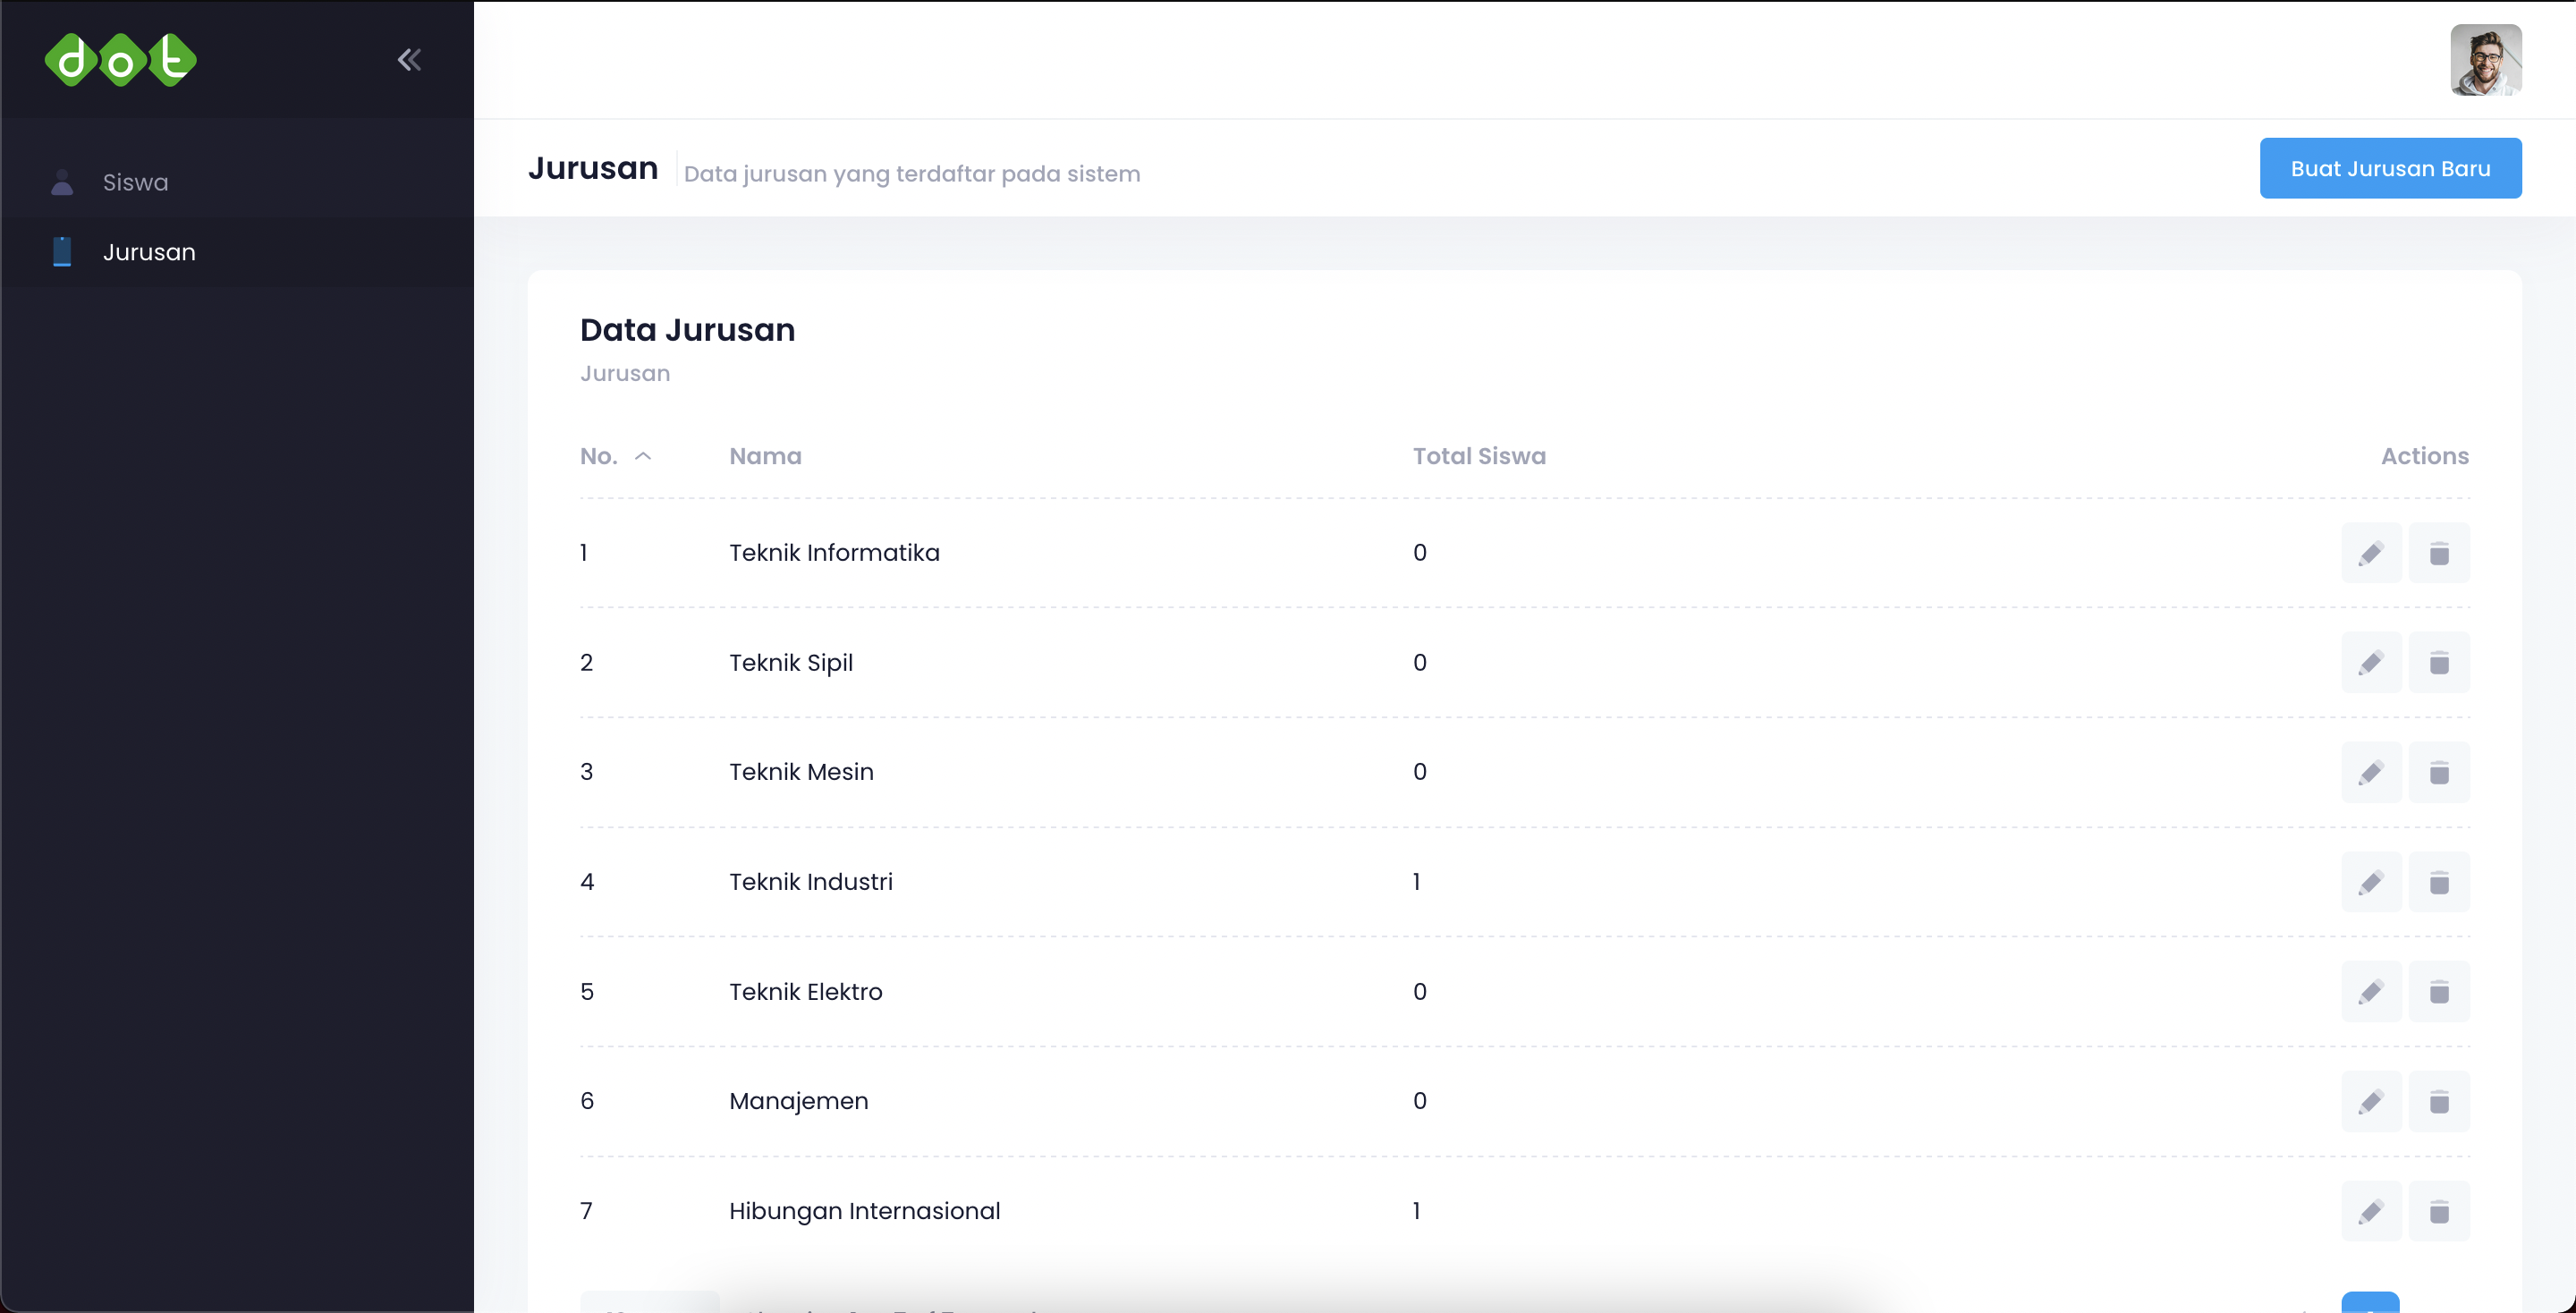 dot
Siswa
Jurusan
Jurusan Data jurusan yang terdaftar pada sistem
Buat Jurusan Baru
Data Jurusan
Jurusan
No. Nama Total Siswa Actions
1 Teknik Informatika 0
2 Teknik Sipil 0
3 Teknik Mesin 0
4 Teknik Industri 1
5 Teknik Elektro 0
6 Manajemen 0
7 Hibungan Internasional 1